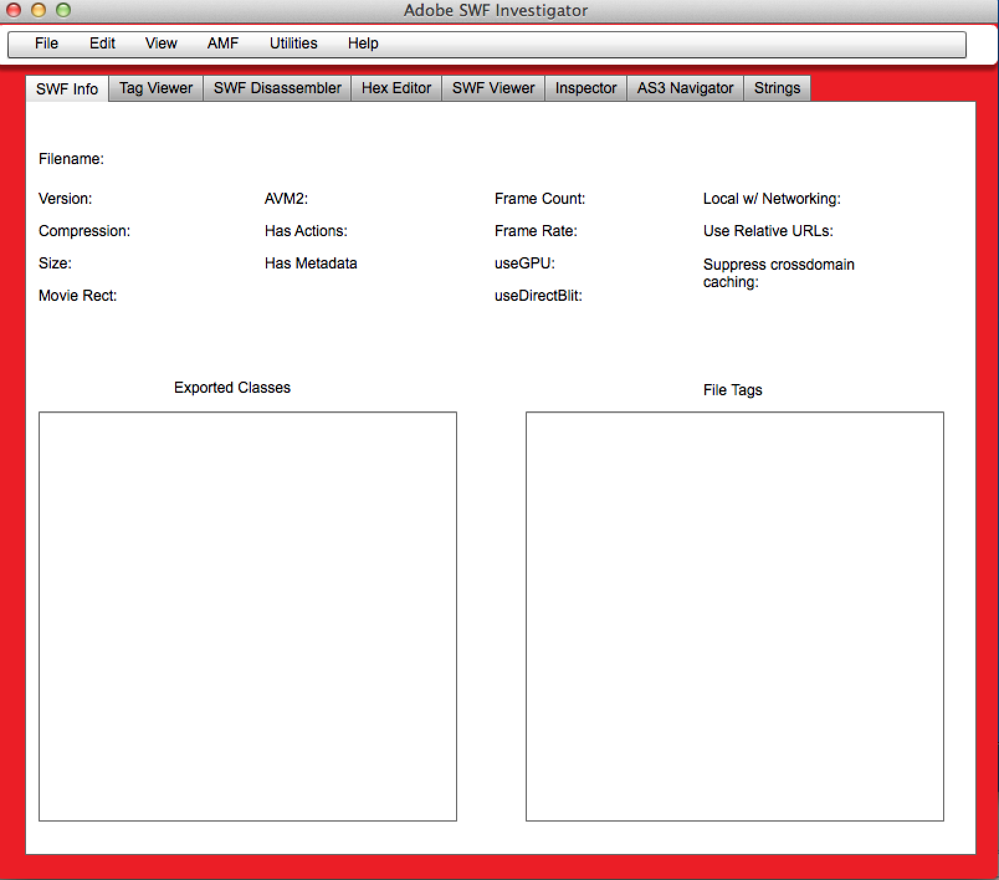 Adobe SWF Investigator
File Edit View AMF Utilities Help
SWF Info Tag Viewer SWF Disassembler Hex Editor SWF Viewer Inspector AS3 Navigator Strings
Filename:
Version: AVM2: Frame Count: Local w/ Networking:
Compression: Has Actions: Frame Rate: Use Relative URLs:
Size: Has Metadata useGPU: Suppress crossdomain
caching:
Movie Rect: useDirectBlit:
Exported Classes File Tags